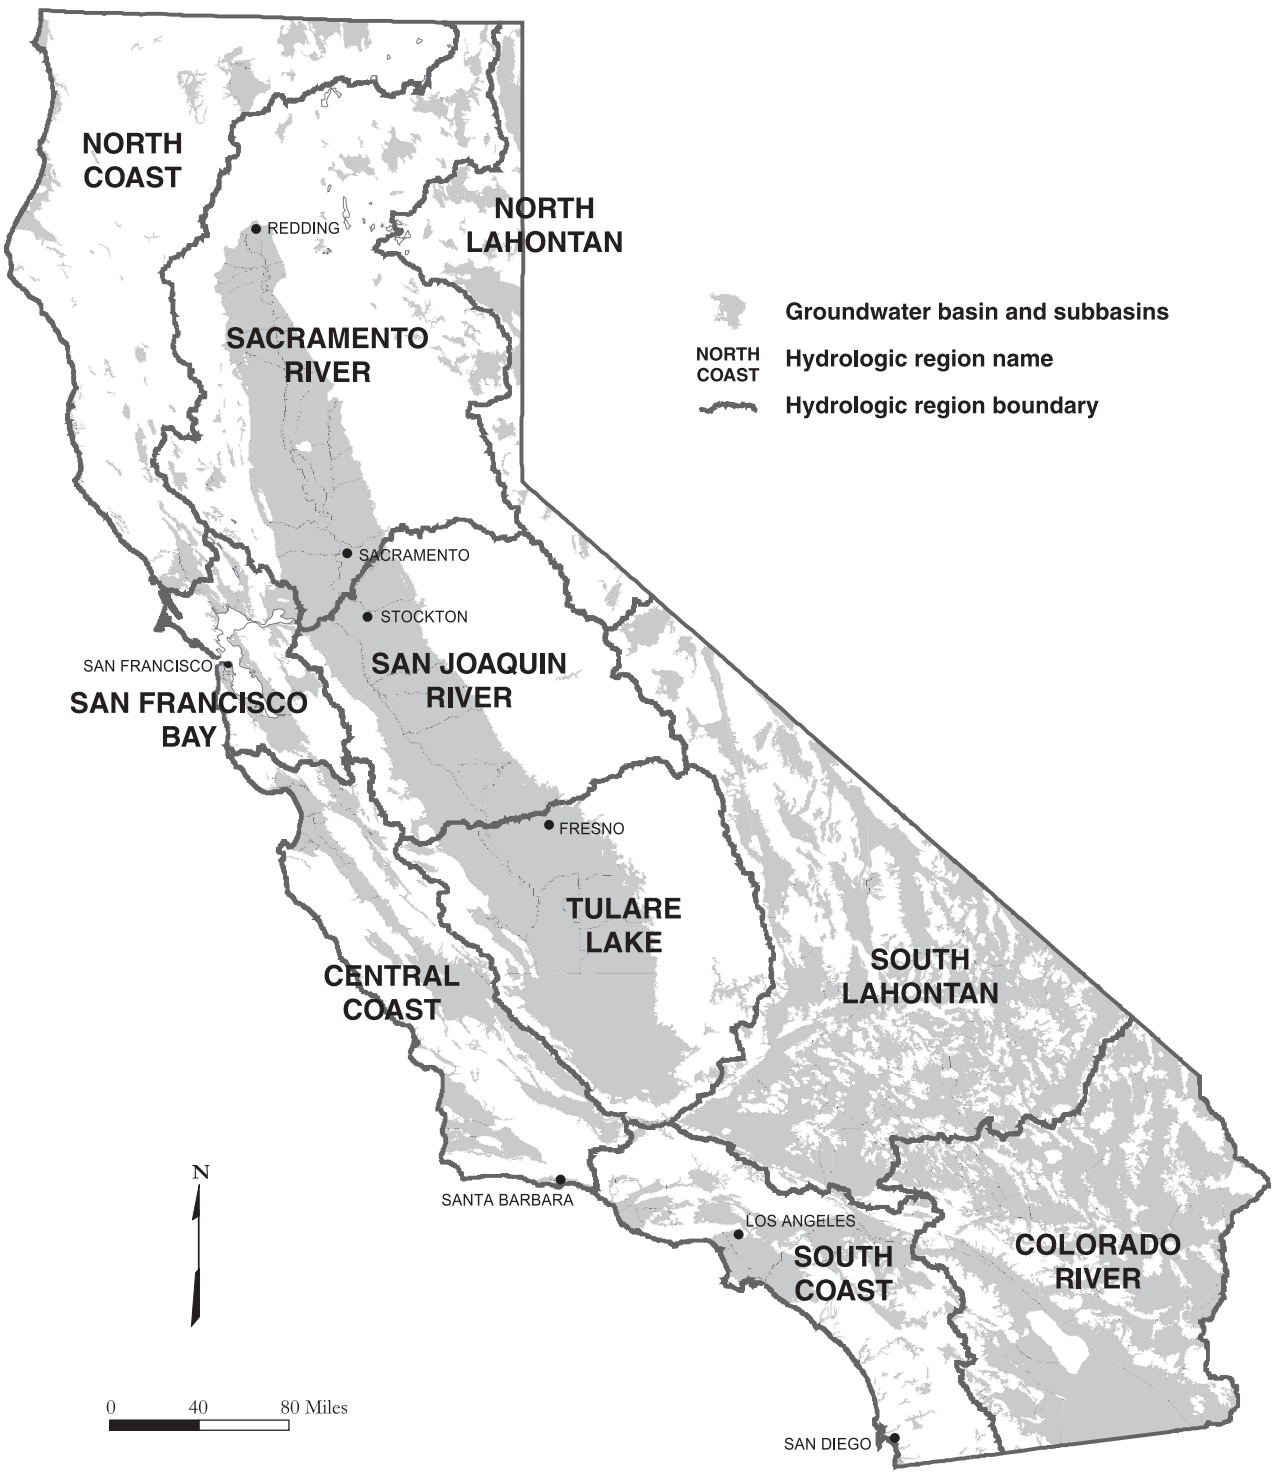 NORTH
COAST
NORTH
LAHONTAN
REDDING
Groundwater basin and subbasins
NORTH
COAST
Hydrologic region name
Hydrologic region boundary
SACRAMENTO
RIVER
SACRAMENTO
STOCKTON
SAN FRANCISCO
SAN JOAQUIN
RIVER
SAN FRANCISCO
BAY
FRESNO
TULARE
LAKE
CENTRAL
COAST
SOUTH
LAHONTAN
N
SANTA BARBARA
LOS ANGELES
SOUTH
COAST
COLORADO
RIVER
0 40 80 Miles
SAN DIEGO